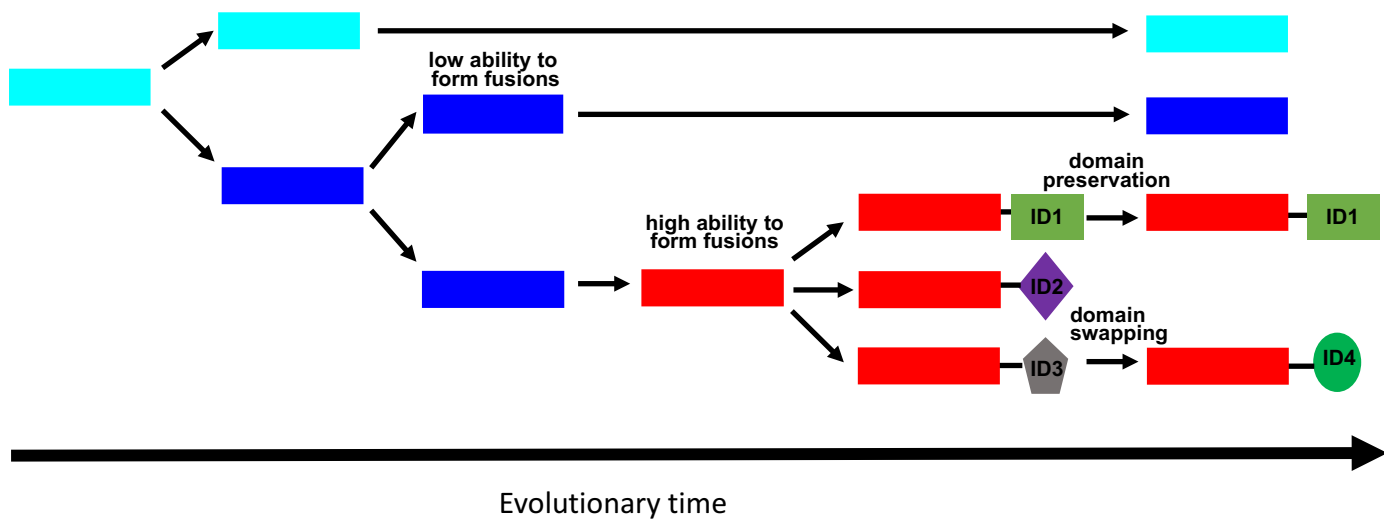 low ability to
form fusions
domain
preservation
high ability to
form fusions
ID1
ID1
ID2
domain
swapping
ID3
ID4
Evolutionary time